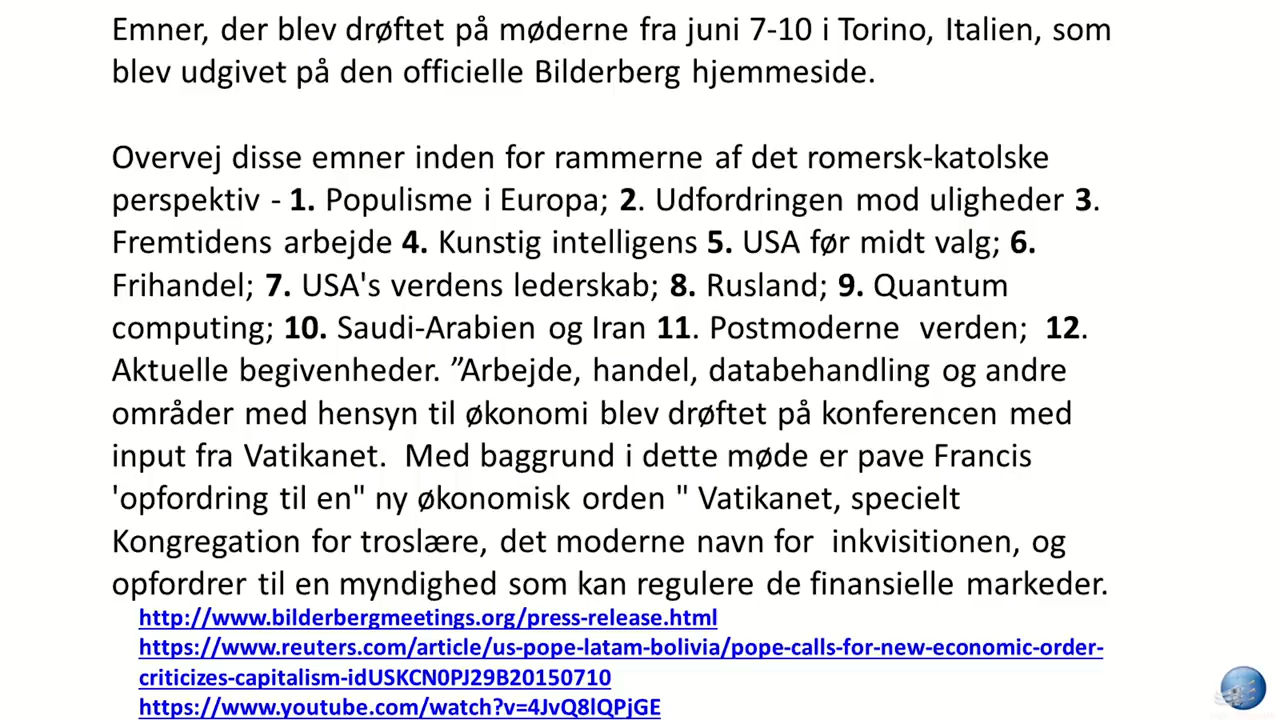 Emner, der blev drøftet på møderne fra juni 7-10 i Torino, Italien, som
blev udgivet på den officielle Bilderberg hjemmeside.
Overvej disse emner inden for rammerne af det romersk-katolske
perspektiv - 1. Populisme i Europa; 2. Udfordringen mod uligheder 3.
Fremtidens arbejde 4. Kunstig intelligens 5. USA før midt valg; 6.
Frihandel; 7. USA's verdens lederskab; 8. Rusland; 9. Quantum
computing; 10. Saudi-Arabien og Iran 11. Postmoderne verden; 12.
Aktuelle begivenheder. ”Arbejde, handel, databehandling og andre
områder med hensyn til økonomi blev drøftet på konferencen med
input fra Vatikanet. Med baggrund i dette møde er pave Francis
'opfordring til en" ny økonomisk orden " Vatikanet, specielt
Kongregation for troslære, det moderne navn for inkvisitionen, og
opfordrer til en myndighed som kan regulere de finansielle markeder.
http://www.bilderbergmeetings.org/press-release.html
https://www.reuters.com/article/us-pope-latam-bolivia/pope-calls-for-new-economic-order-
criticizes-capitalism-idUSKCN0PJ29B20150710
https://www.youtube.com/watch?v=4JvQ8lQPjGE